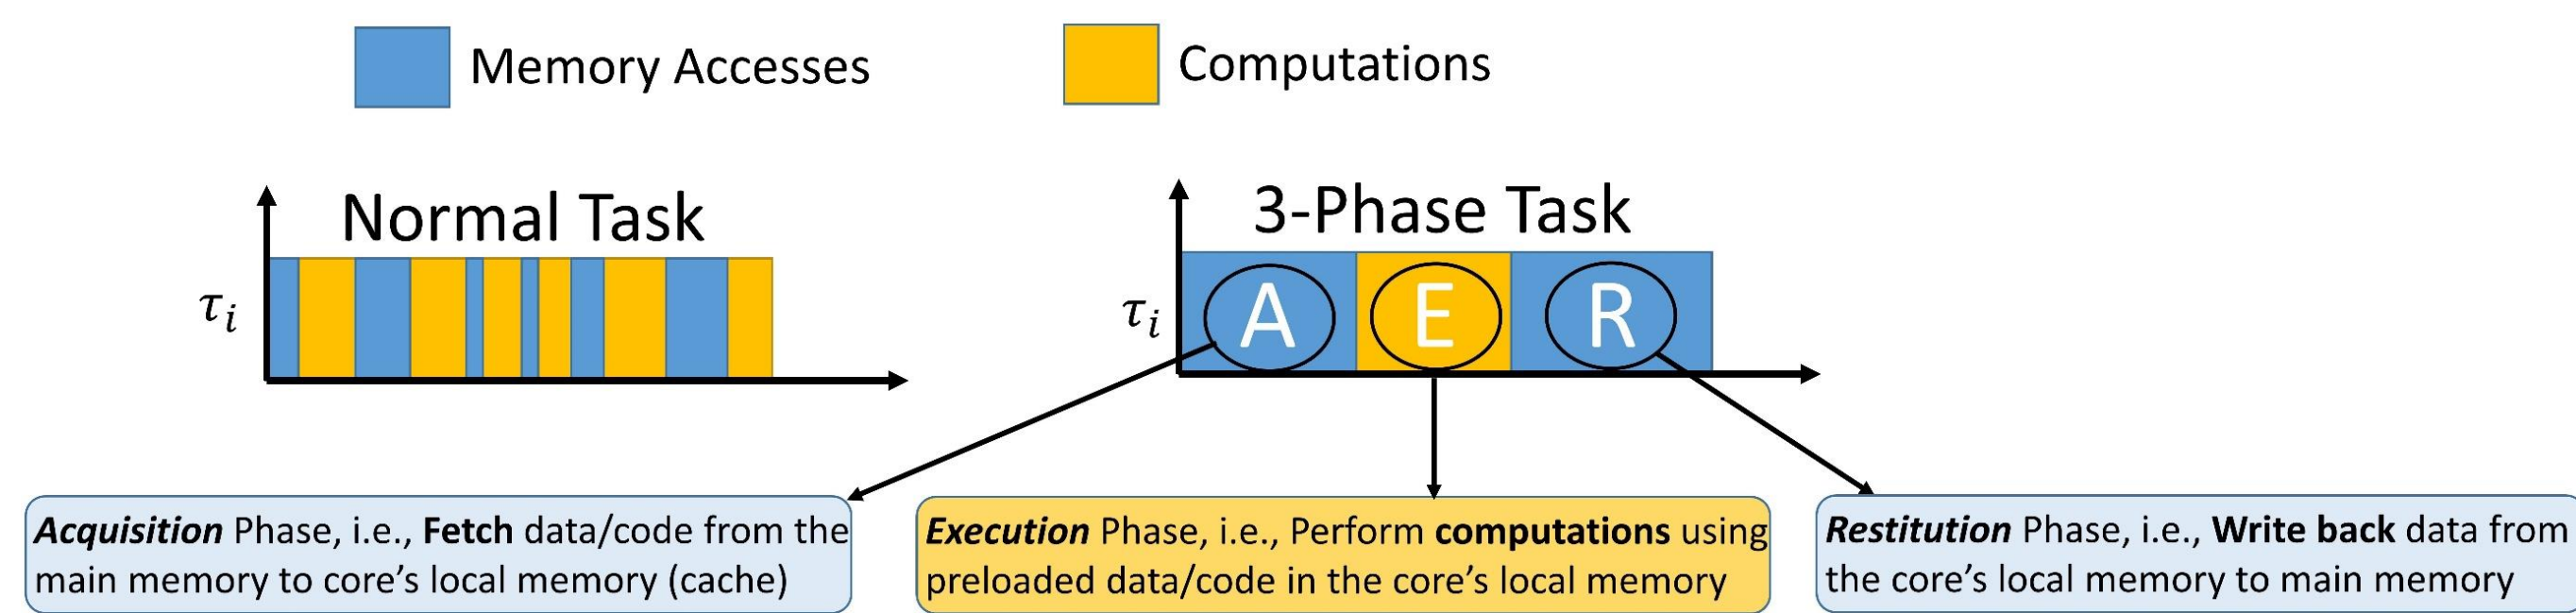 Memory Accesses
Computations
Normal Task
3-Phase Task
τi
τi
A
E
R
Acquisition Phase, i.e., Fetch data/code from the
main memory to core's local memory (cache)
Execution Phase, i.e., Perform computations using
preloaded data/code in the core's local memory
Restitution Phase, i.e., Write back data from
the core's local memory to main memory